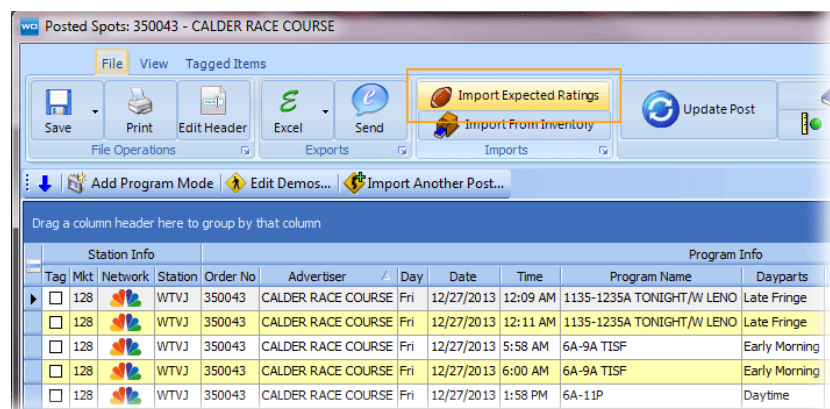 WO Posted Spots: 350043 - CALDER RACE COURSE
File View Tagged Items
Save Print Edit Header Excel Send Import Expected Ratings Import From Inventory Update Post
File Operations Exports Imports
Add Program Mode Edit Demos... Import Another Post...
Drag a column header here to group by that column
Station Info Program Info
Tag Mkt Network Station Order No Advertiser Day Date Time Program Name Dayparts
128 WTVJ 350043 CALDER RACE COURSE Fri 12/27/2013 12:09 AM 1135-1235A TONIGHT/W LENO Late Fringe
128 WTVJ 350043 CALDER RACE COURSE Fri 12/27/2013 12:11 AM 1135-1235A TONIGHT/W LENO Late Fringe
128 WTVJ 350043 CALDER RACE COURSE Fri 12/27/2013 5:58 AM 6A-9A TISF Early Morning
128 WTVJ 350043 CALDER RACE COURSE Fri 12/27/2013 6:00 AM 6A-9A TISF Early Morning
128 WTVJ 350043 CALDER RACE COURSE Fri 12/27/2013 1:58 PM 6A-11P Daytime